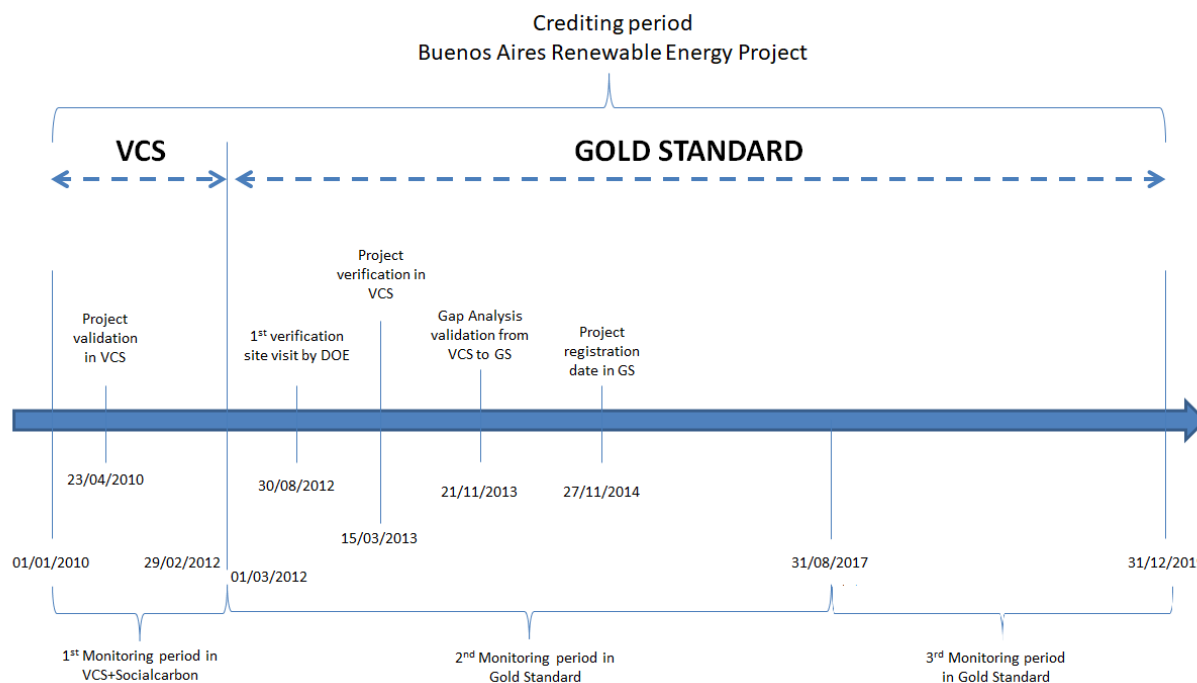 Crediting period
Buenos Aires Renewable Energy Project
VCS
GOLD STANDARD
Project
validation
in VCS
1st verification
site visit by DOE
Project
verification in
VCS
Gap Analysis
validation from
VCS to GS
Project
registration
date in GS
23/04/2010
30/08/2012
15/03/2013
21/11/2013
27/11/2014
01/01/2010
29/02/2012
01/03/2012
31/08/2017
1st Monitoring period in
VCS+Socialcarbon
2nd Monitoring period in
Gold Standard
3rd Monitoring period
in Gold Standard